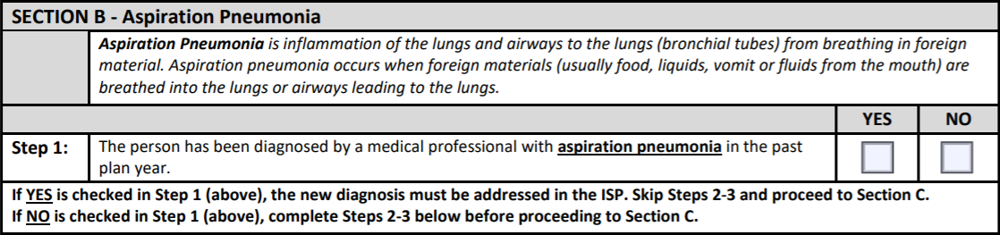 SECTION B - Aspiration Pneumonia
Aspiration Pneumonia is inflammation of the lungs and airways to the lungs (bronchial tubes) from breathing in foreign
material. Aspiration pneumonia occurs when foreign materials (usually food, liquids, vomit or fluids from the mouth) are
breathed into the lungs or airways leading to the lungs.
YES NO
Step 1: The person has been diagnosed by a medical professional with aspiration pneumonia in the past
plan year.
If YES is checked in Step 1 (above), the new diagnosis must be addressed in the ISP. Skip Steps 2-3 and proceed to Section C.
If NO is checked in Step 1 (above), complete Steps 2-3 below before proceeding to Section C.